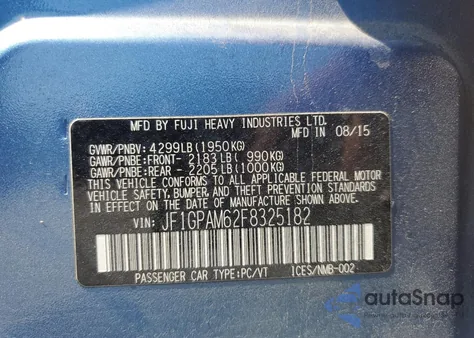 MFD BY FUJI HEAVY INDUSTRIES LTD.
GVWR/PNBV: 4299LB(1950KG) MFD IN 08/15
GAWR/PNBE:FRONT- 2183LB( 990KG)
GAWR/PNBE:REAR - 2205LB(1000KG)
THIS VEHICLE CONFORMS TO ALL APPLICABLE FEDERAL MOTOR
VEHICLE SAFETY, BUMPER, AND THEFT PREVENTION STANDARDS
IN EFFECT ON THE DATE OF MANUFACTURE SHOWN ABOVE.
VIN: JF1GPAM62F8325182
PASSENGER CAR TYPE:PC/VT ICES/NMB-002
autoSnap